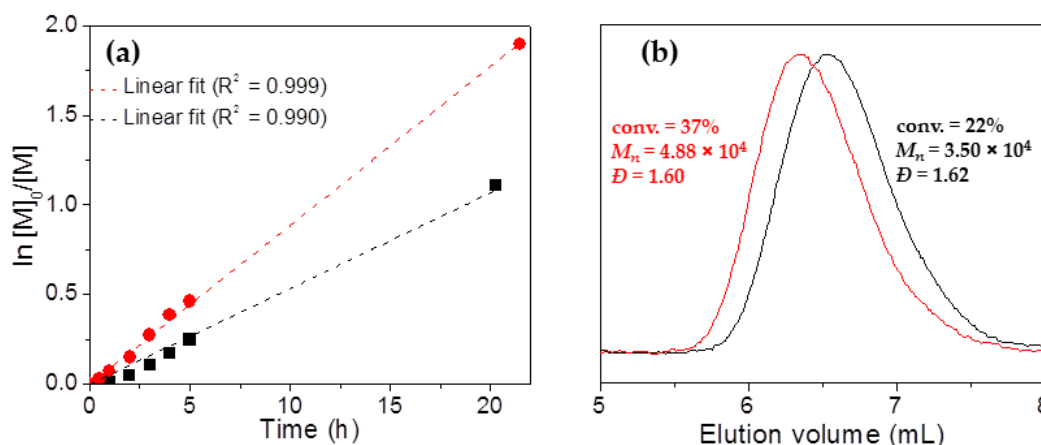 (a)
Linear fit (R² = 0.999)
Linear fit (R² = 0.990)
2.0
1.5
1.0
0.5
0.0
ln [M]₀/[M]
0 5 10 15 20
Time (h)
(b)
conv. = 37%
Mₙ = 4.88 × 10⁴
Đ = 1.60
conv. = 22%
Mₙ = 3.50 × 10⁴
Đ = 1.62
5 6 7 8
Elution volume (mL)